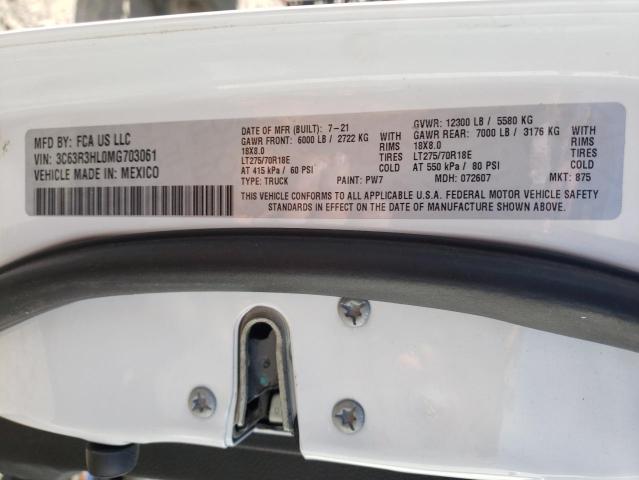 MFD BY: FCA US LLC
VIN: 3C63R3HL0MG703061
VEHICLE MADE IN: MEXICO
DATE OF MFR (BUILT): 7-21 GVWR: 12300 LB / 5580 KG
GAWR FRONT: 6000 LB / 2722 KG WITH GAWR REAR: 7000 LB / 3176 KG WITH
18X8.0 RIMS 18X8.0 RIMS
LT275/70R18E TIRES LT275/70R18E TIRES
AT 415 kPa / 60 PSI COLD AT 550 kPa / 80 PSI COLD
TYPE: TRUCK PAINT: PW7 MDH: 072607 MKT: 875
THIS VEHICLE CONFORMS TO ALL APPLICABLE U.S.A. FEDERAL MOTOR VEHICLE SAFETY
STANDARDS IN EFFECT ON THE DATE OF MANUFACTURE SHOWN ABOVE.